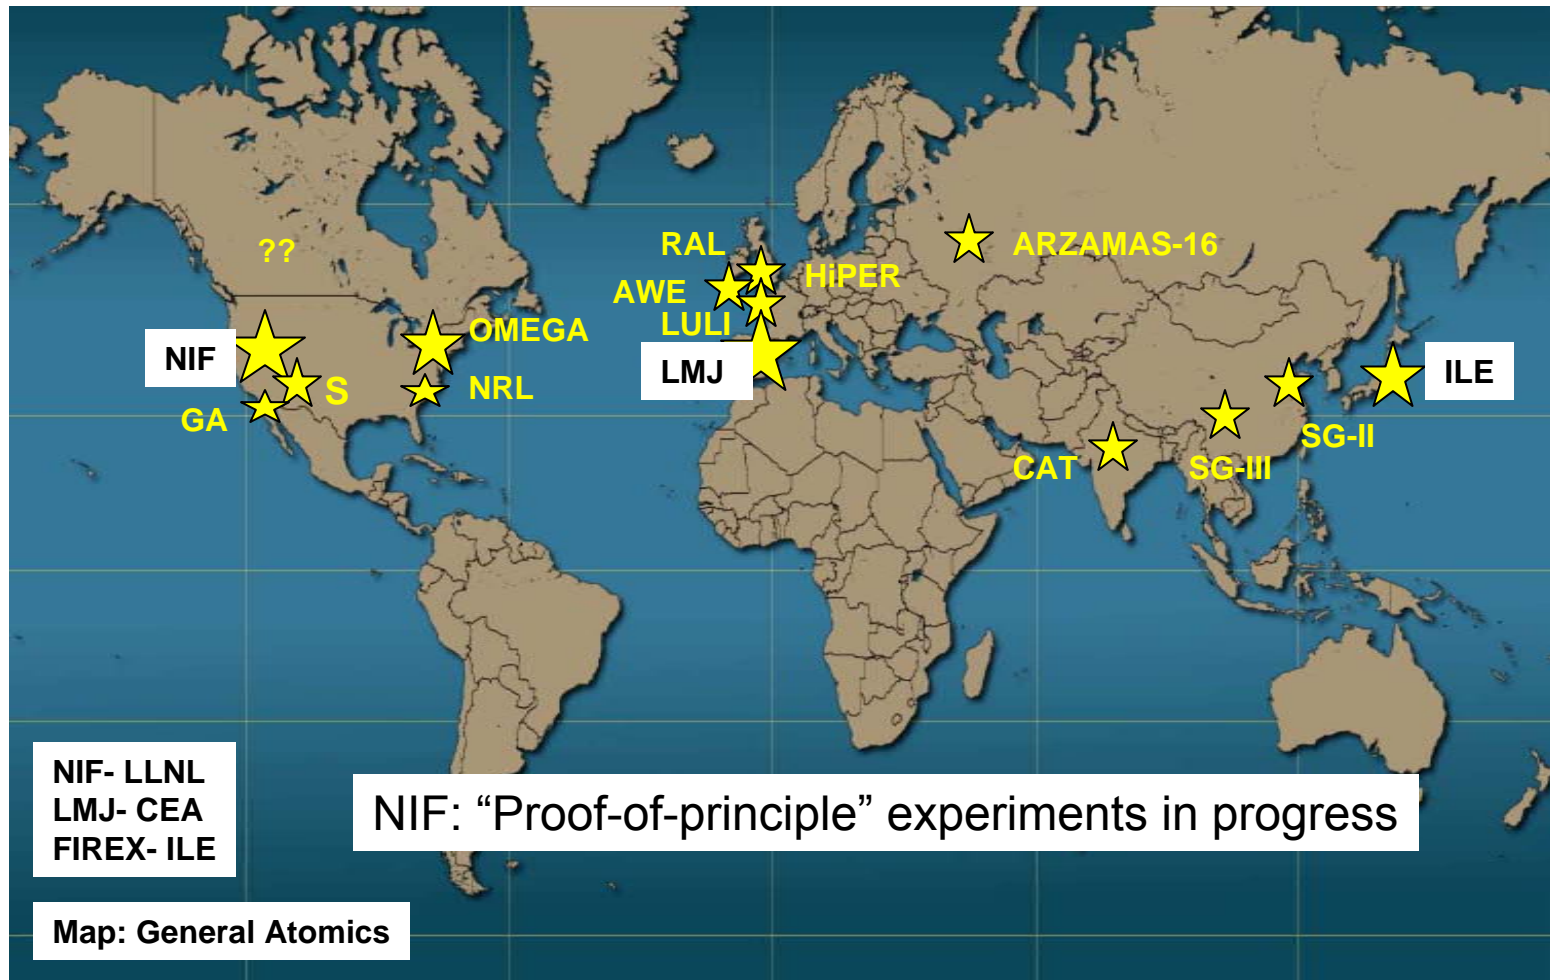 ??
RAL
ARZAMAS-16
HiPER
AWE
LULI
OMEGA
NIF
LMJ
ILE
S
NRL
GA
SG-II
CAT
SG-III
NIF- LLNL
LMJ- CEA
FIREX- ILE
NIF: “Proof-of-principle” experiments in progress
Map: General Atomics